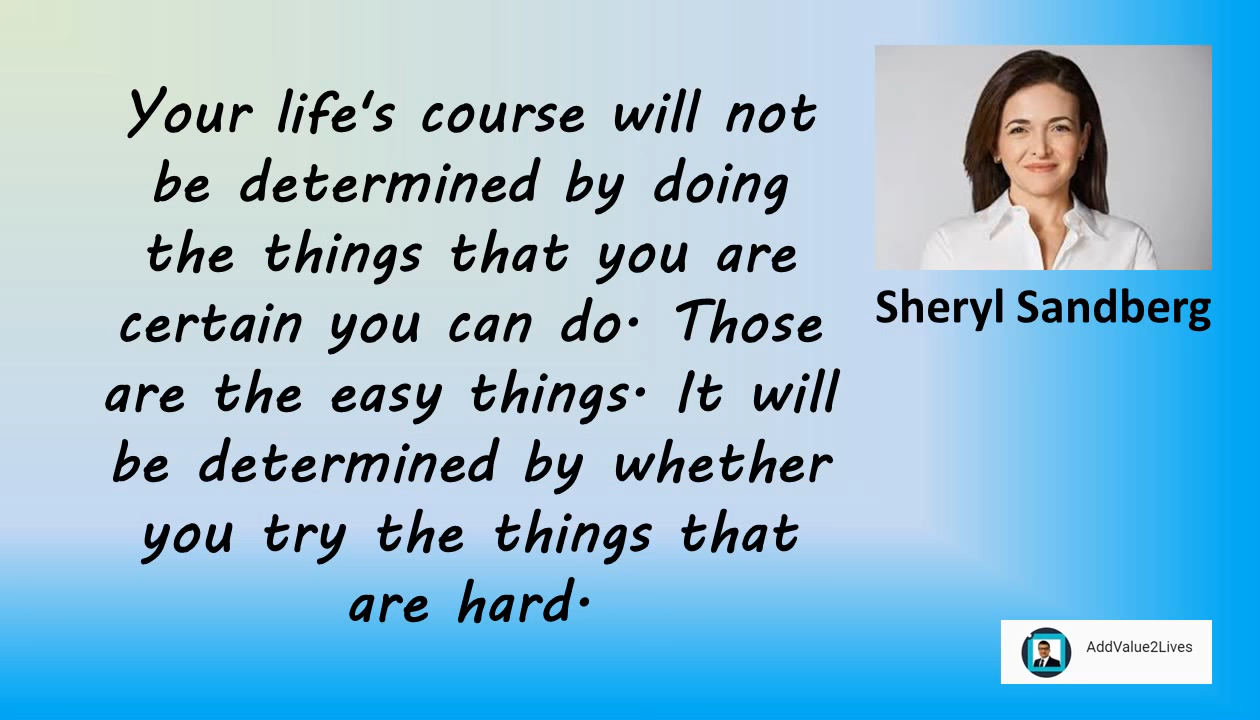 Your life's course will not
be determined by doing
the things that you are
certain you can do. Those
are the easy things. It will
be determined by whether
you try the things that
are hard.
Sheryl Sandberg
AddValue2Lives